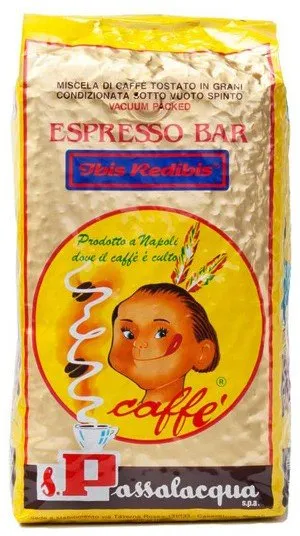 MISCELA DI CAFFÈ TOSTATO IN GRANI
CONDIZIONATA SOTTO VUOTO SPINTO
VACUUM PACKED
ESPRESSO BAR
Ibis Redibis
Prodotto a Napoli
dove il caffè è culto
caffè
®
S. Passalacqua
s.p.a.